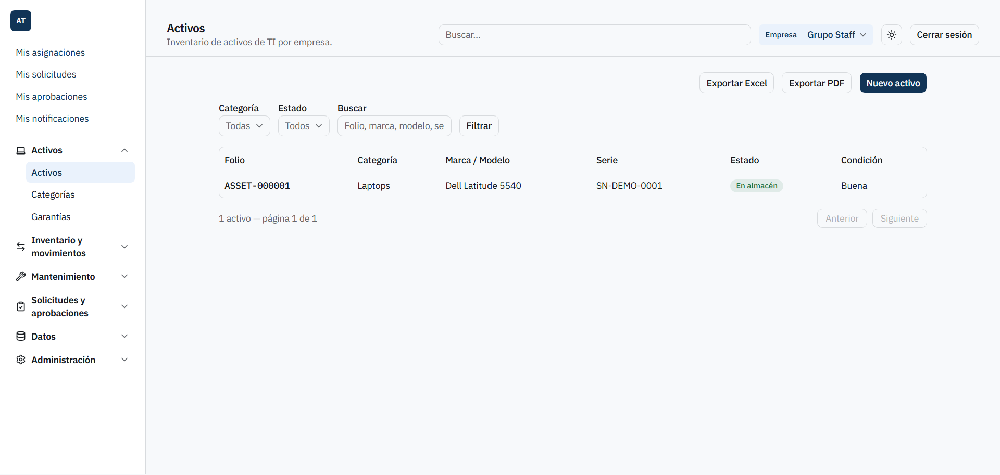 AT
Mis asignaciones
Mis solicitudes
Mis aprobaciones
Mis notificaciones
Activos
Activos
Categorías
Garantías
Inventario y
movimientos
Mantenimiento
Solicitudes y
aprobaciones
Datos
Administración
Activos
Inventario de activos de TI por empresa.
Buscar...
Empresa Grupo Staff
Cerrar sesión
Exportar Excel Exportar PDF Nuevo activo
Categoría Estado Buscar
Todas Todos Folio, marca, modelo, se Filtrar
Folio Categoría Marca / Modelo Serie Estado Condición
ASSET-000001 Laptops Dell Latitude 5540 SN-DEMO-0001 En almacén Buena
1 activo — página 1 de 1 Anterior Siguiente